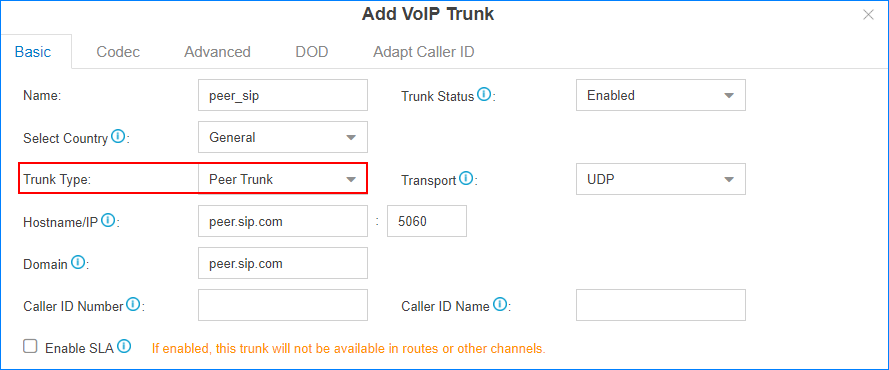 Add VoIP Trunk
Basic Codec Advanced DOD Adapt Caller ID
Name: peer_sip Trunk Status: Enabled
Select Country: General
Trunk Type: Peer Trunk Transport: UDP
Hostname/IP: peer.sip.com : 5060
Domain: peer.sip.com
Caller ID Number: Caller ID Name:
Enable SLA If enabled, this trunk will not be available in routes or other channels.